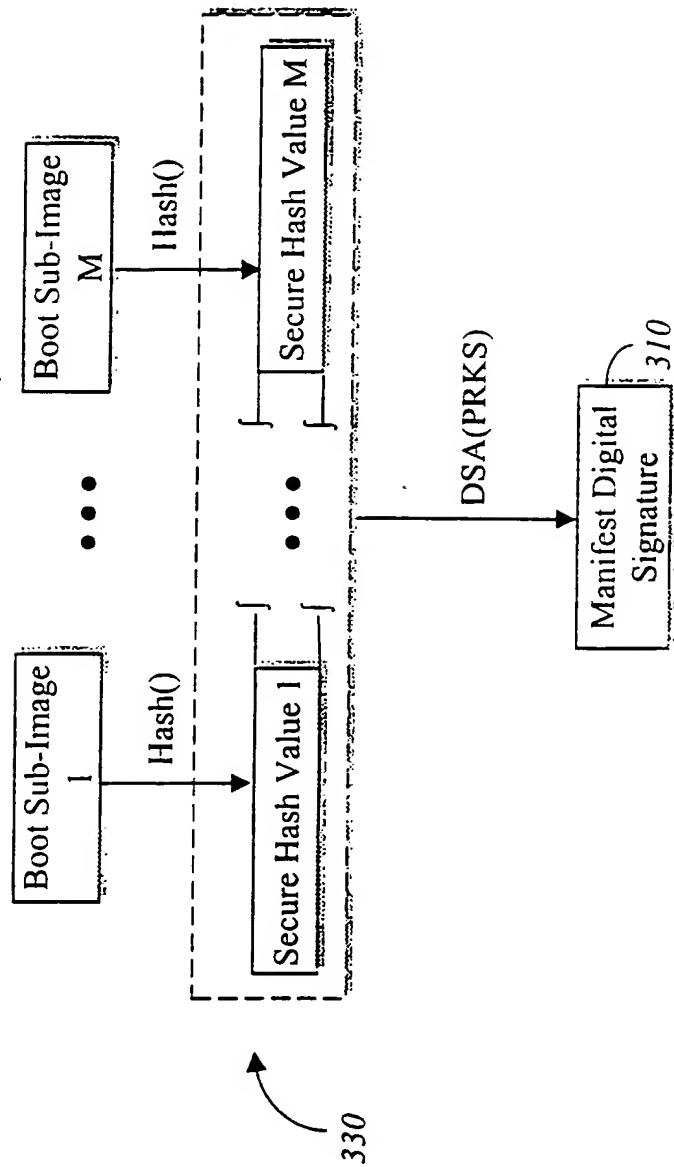 Boot Sub-Image
1
Boot Sub-Image
M
Hash()
Hash()
Secure Hash Value 1
Secure Hash Value M
330
DSA(PRKS)
Manifest Digital
Signature
310